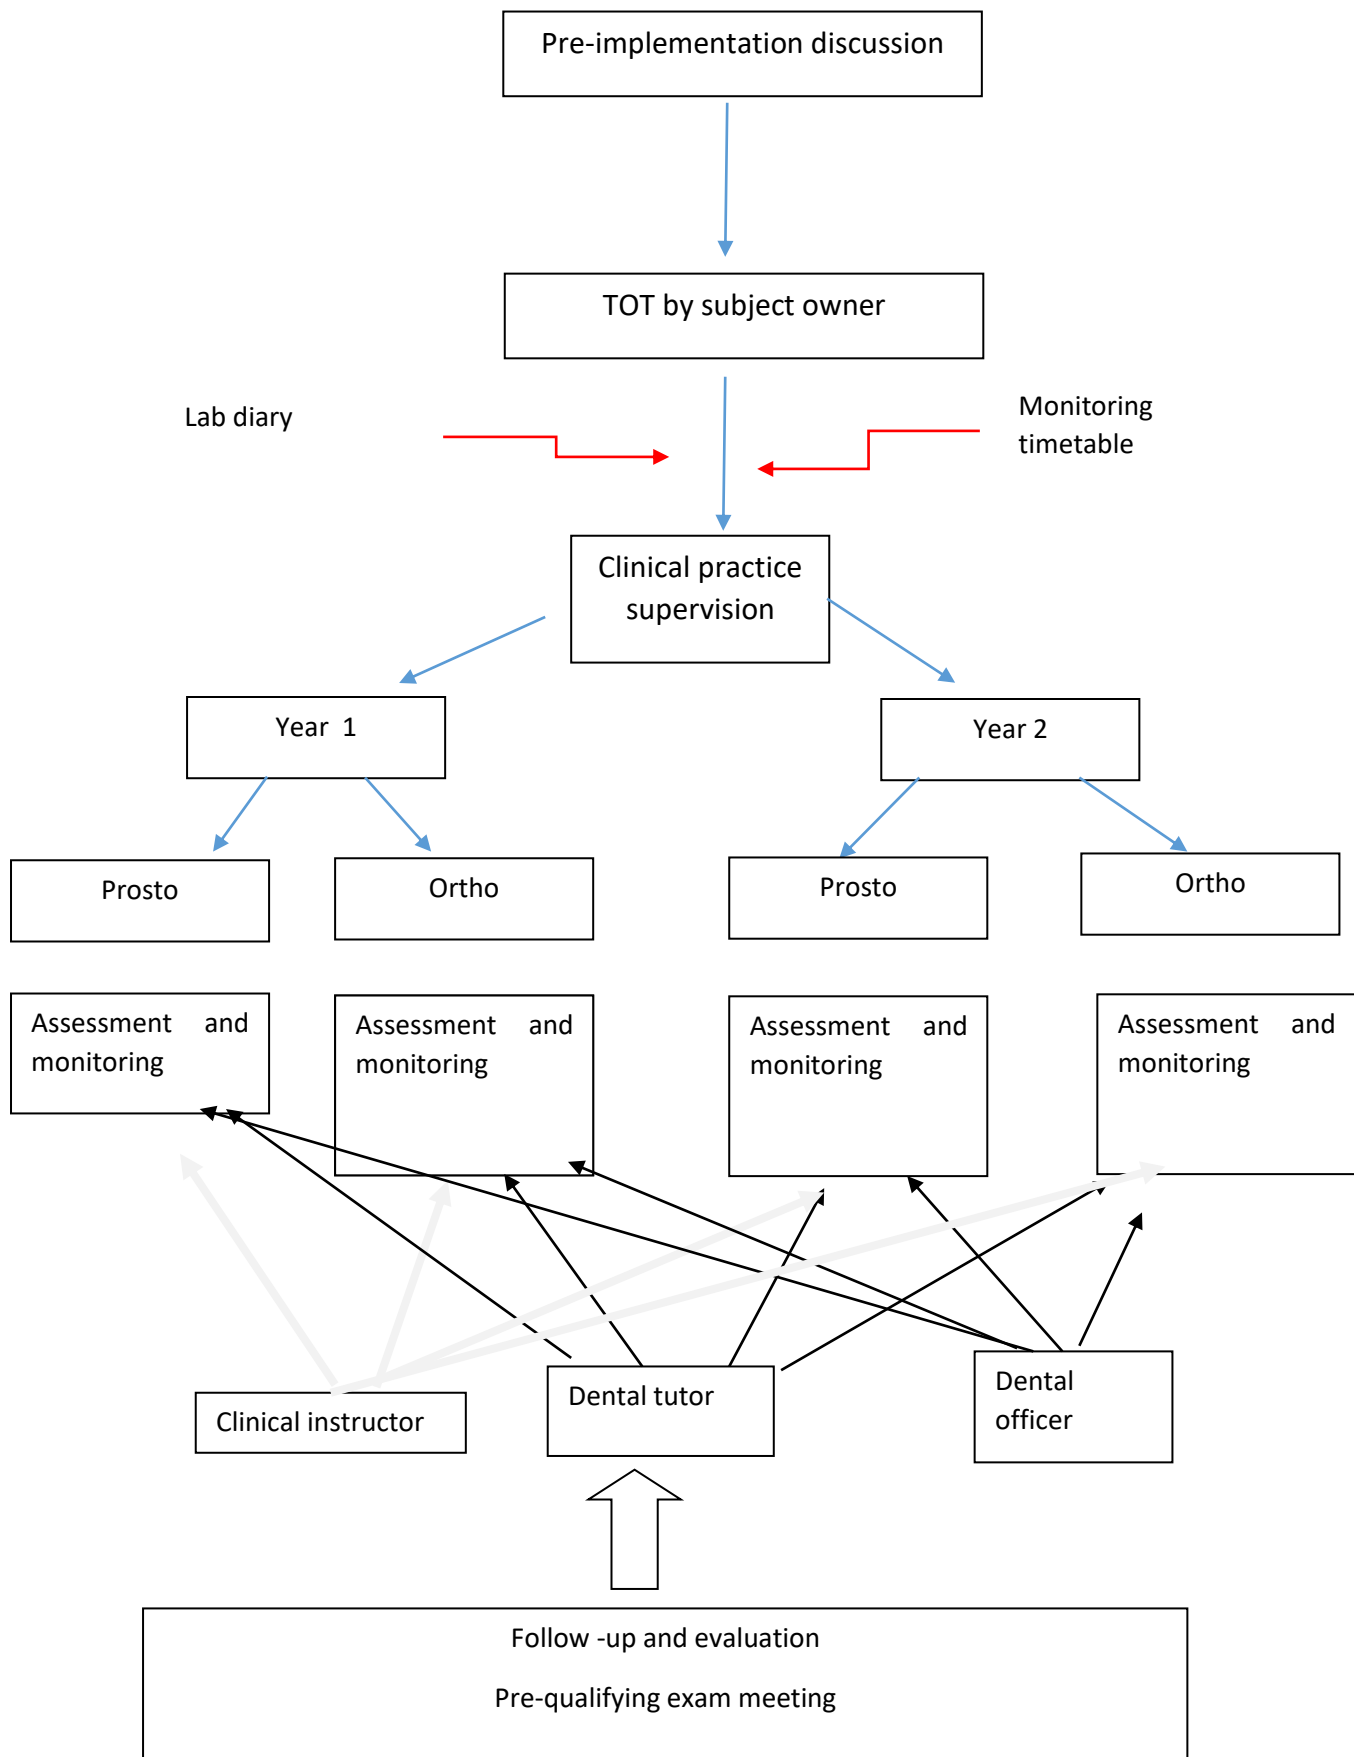 Pre-implementation discussion
TOT by subject owner
Lab diary
Monitoring
timetable
Clinical practice
supervision
Year  1
Year 2
Prosto
Ortho
Prosto
Ortho
Assessment and
monitoring
Assessment and
monitoring
Assessment and
monitoring
Assessment and
monitoring
Clinical instructor
Dental tutor
Dental
officer
Follow -up and evaluation
Pre-qualifying exam meeting